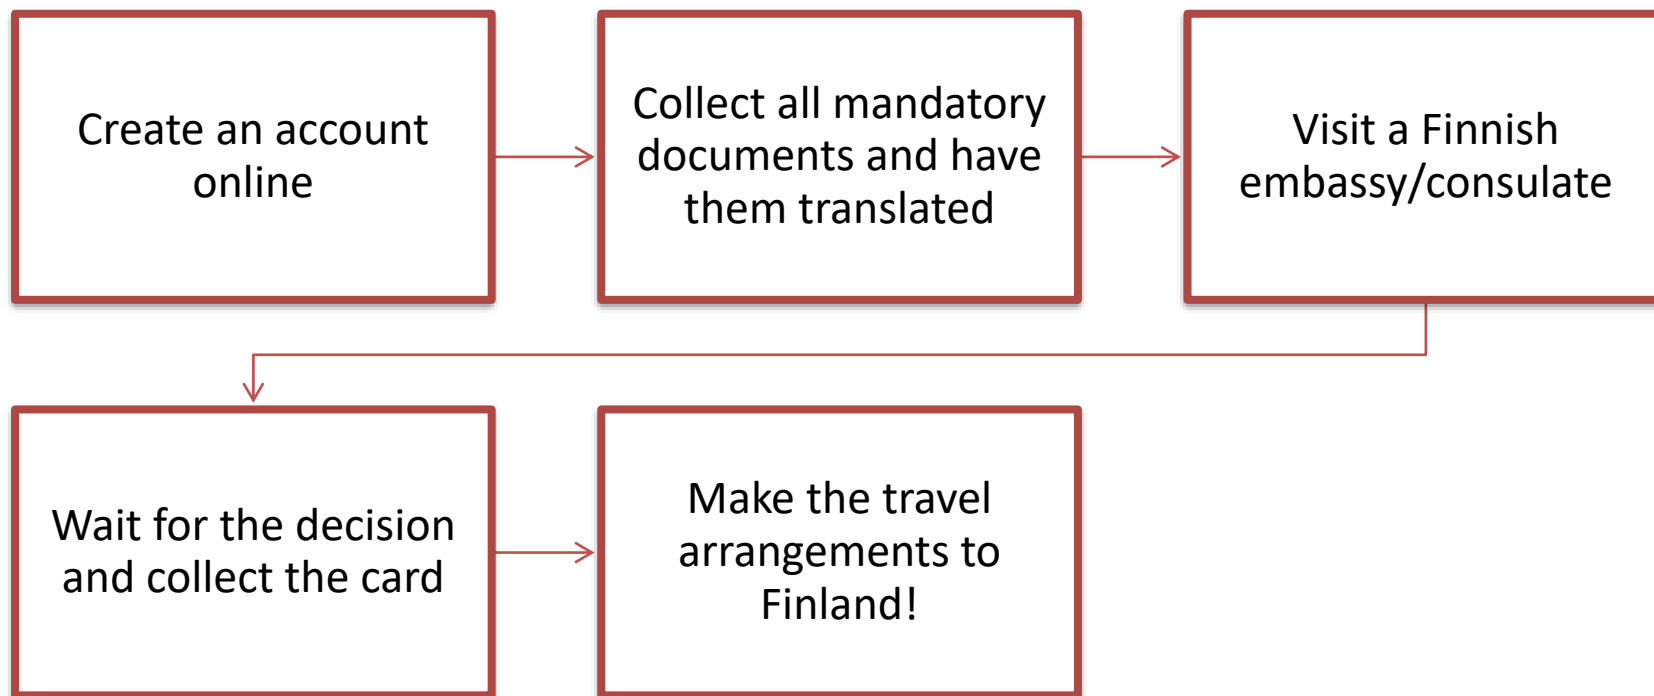 Create an account
online
Collect all mandatory
documents and have
them translated
Visit a Finnish
embassy/consulate
Wait for the decision
and collect the card
Make the travel
arrangements to
Finland!